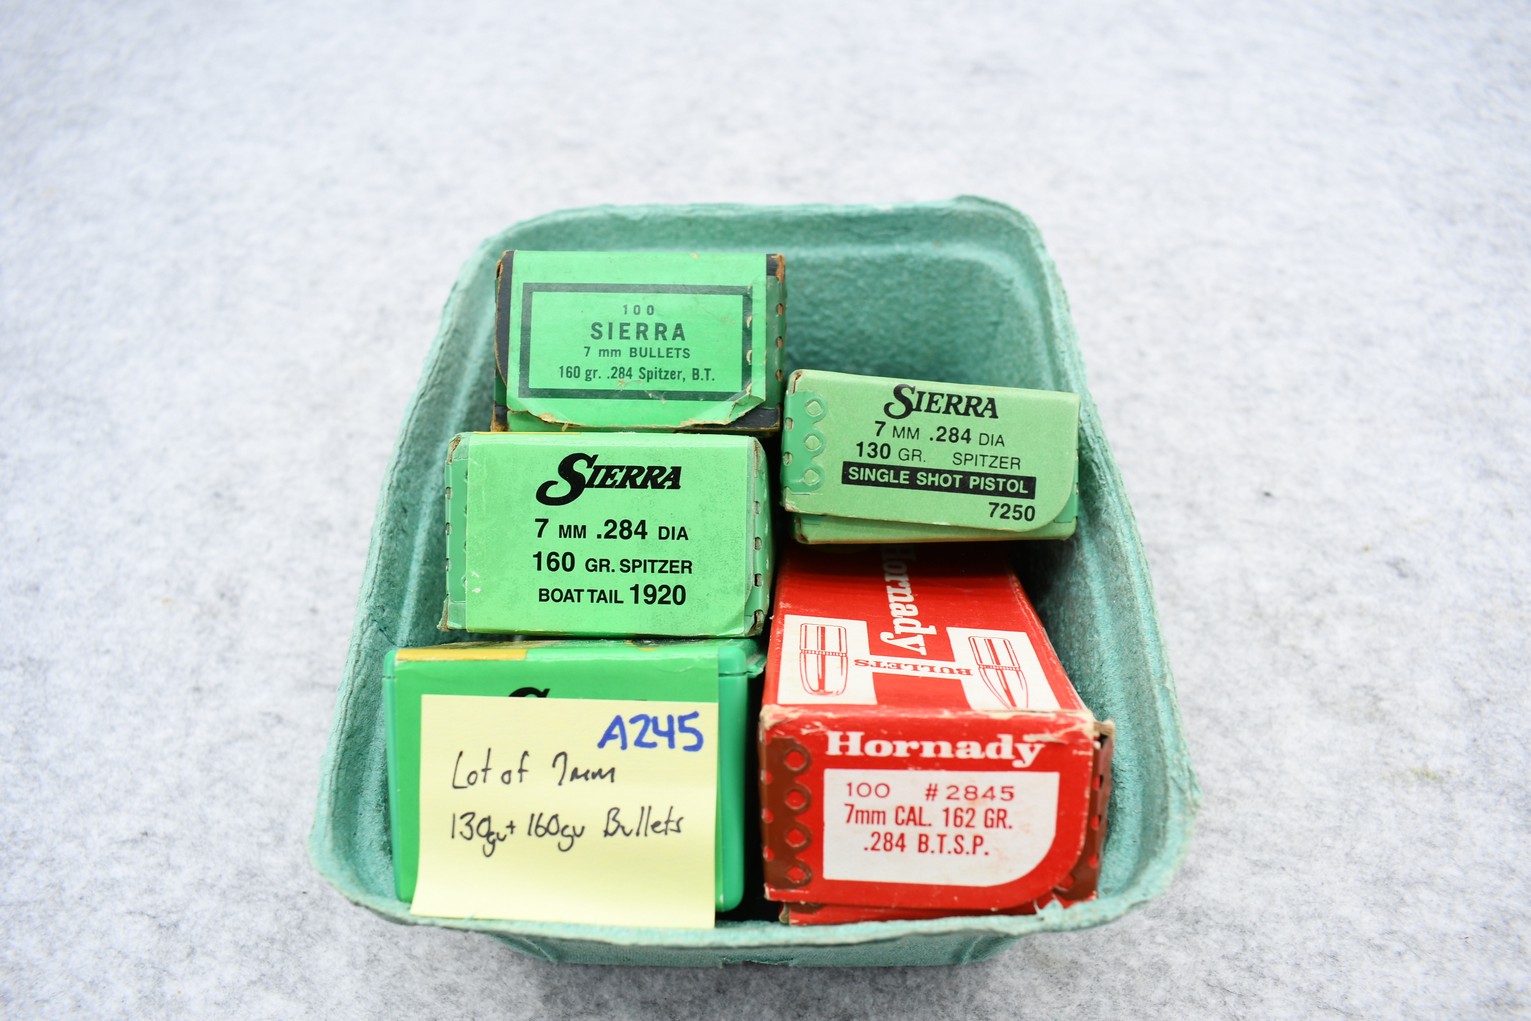 100
SIERRA
7 mm BULLETS
160 gr. .284 Spitzer, B.T.
SIERRA
7 MM .284 DIA
130 GR. SPITZER
SINGLE SHOT PISTOL
7250
SIERRA
7 MM .284 DIA
160 GR. SPITZER
BOAT TAIL 1920
Hornady
BULLETS
A245
Lot of 7mm
130gr + 160gr Bullets
Hornady
100 #2845
7mm CAL. 162 GR.
.284 B.T.S.P.